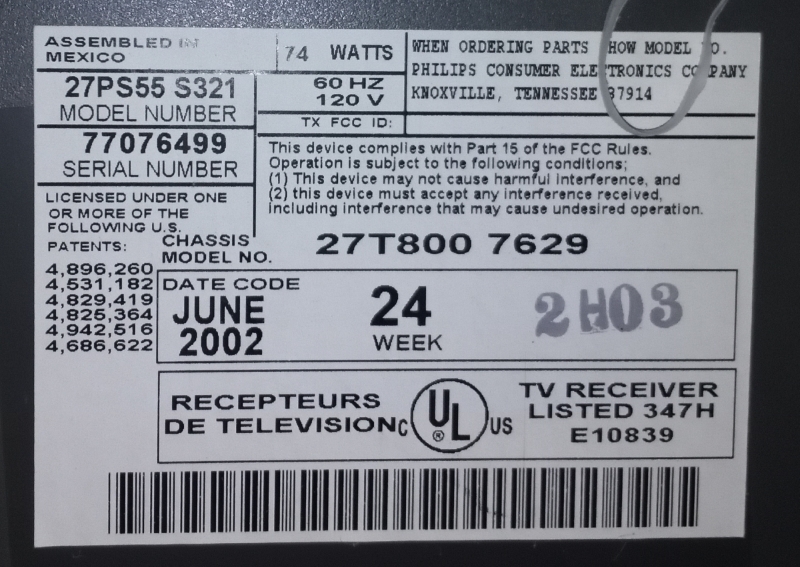 ASSEMBLED IN
MEXICO
27PS55 S321
MODEL NUMBER
77076499
SERIAL NUMBER
74 WATTS
60 HZ
120 V
TX FCC ID:
WHEN ORDERING PARTS SHOW MODEL NO.
PHILIPS CONSUMER ELECTRONICS COMPANY
KNOXVILLE, TENNESSEE 37914
This device complies with Part 15 of the FCC Rules.
Operation is subject to the following conditions;
(1) This device may not cause harmful interference, and
(2) this device must accept any interference received,
including interference that may cause undesired operation.
LICENSED UNDER ONE
OR MORE OF THE
FOLLOWING U.S.
PATENTS:
4,896,260
4,531,182
4,829,419
4,825,364
4,942,516
4,686,622
CHASSIS
MODEL NO.
27T800 7629
DATE CODE
JUNE
2002
24
WEEK
2H03
RECEPTEURS
DE TELEVISION
C UL US
®
TV RECEIVER
LISTED 347H
E10839